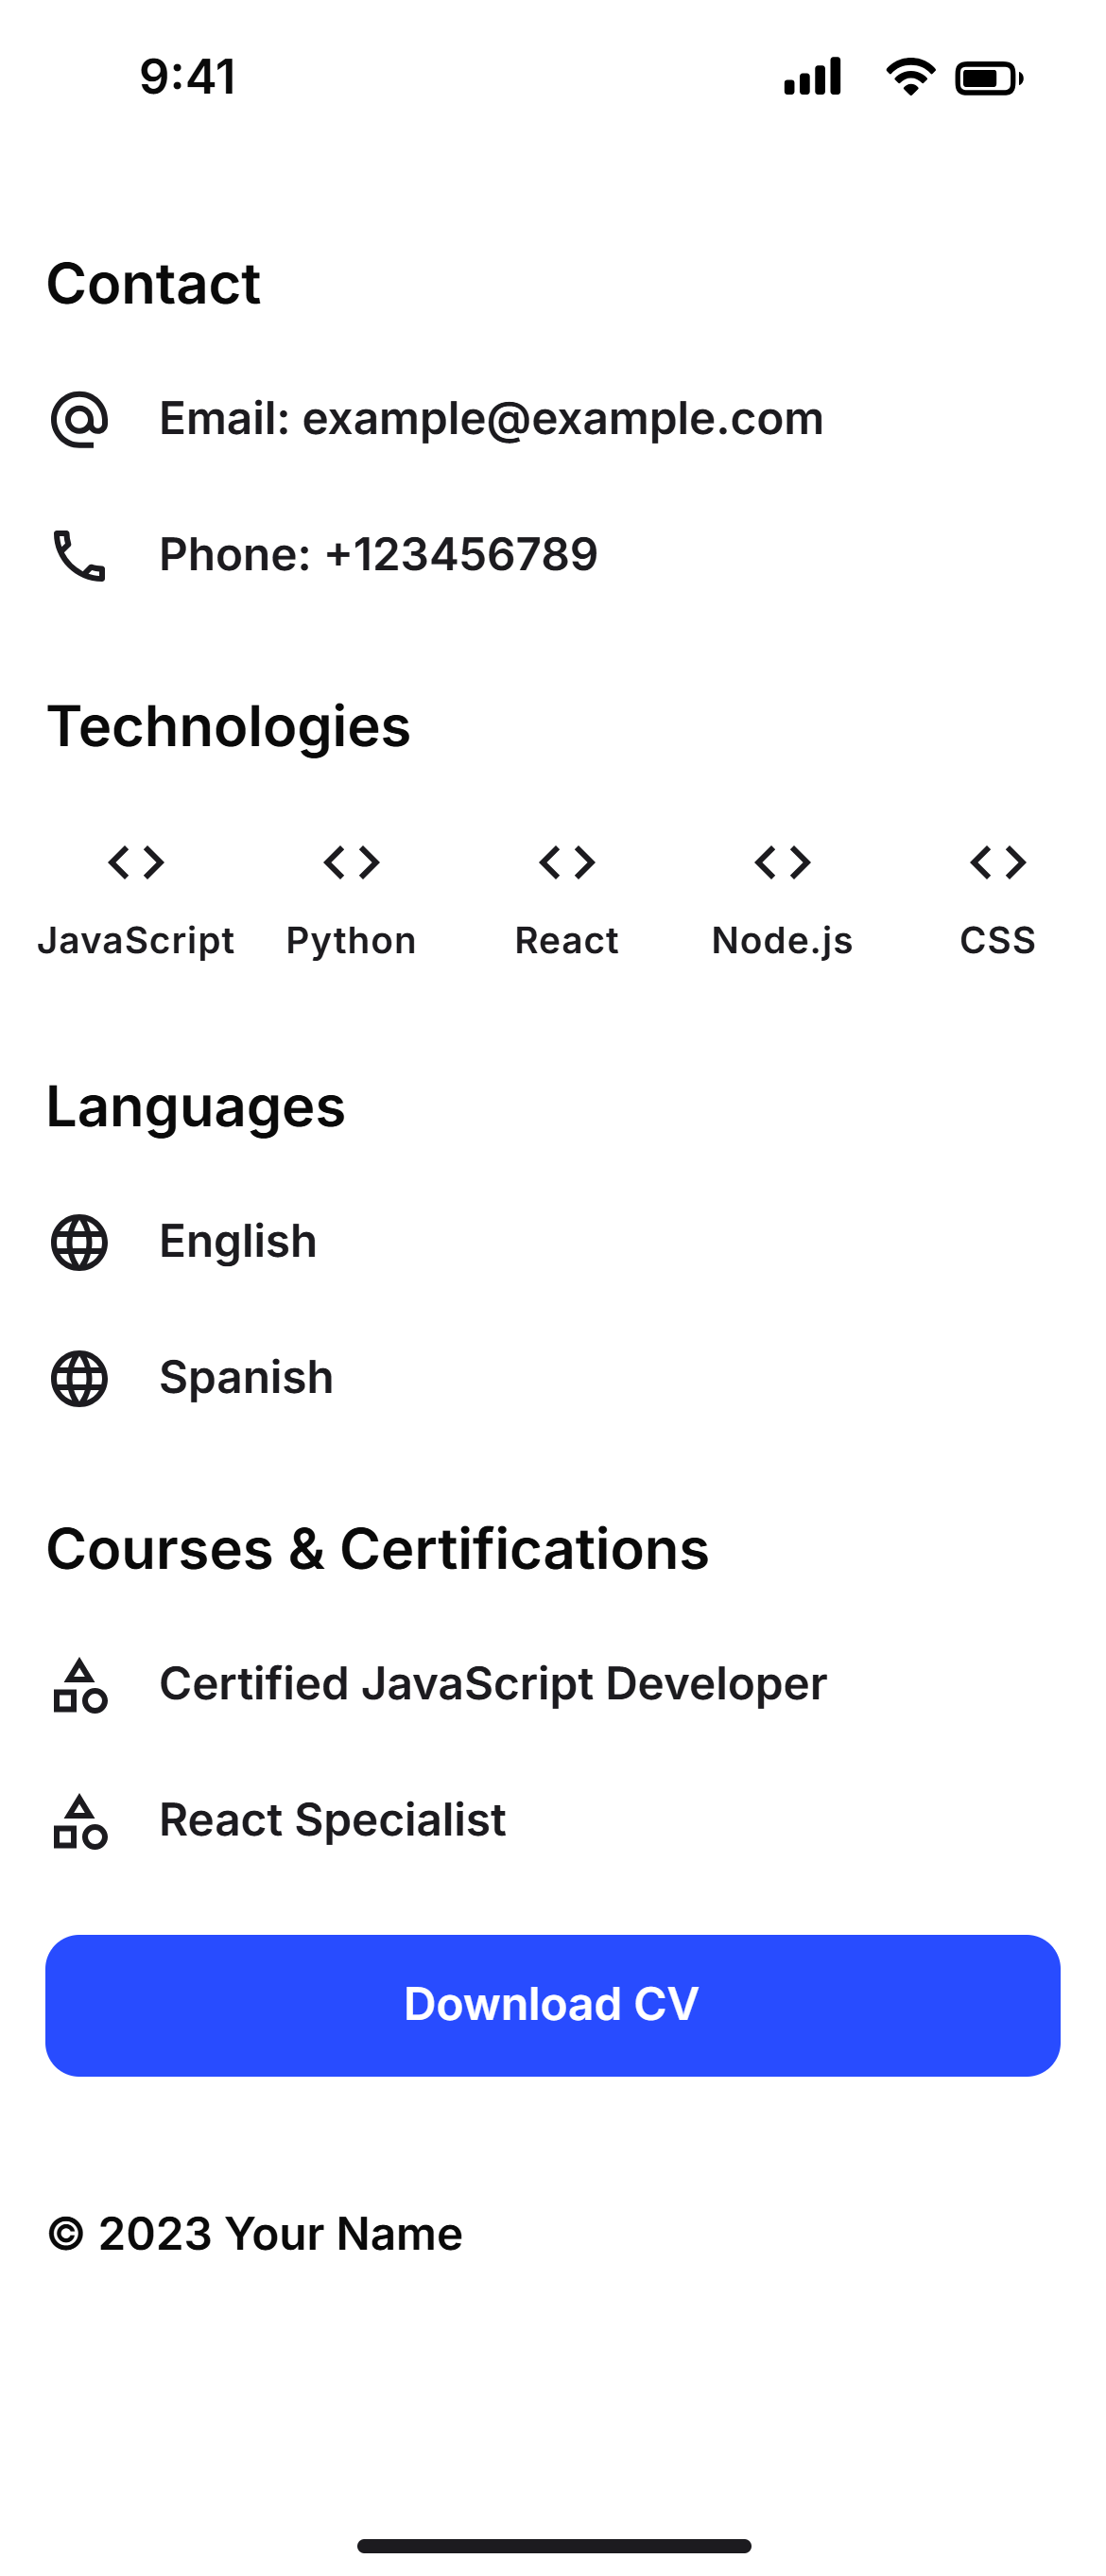 9:41
Contact
Email: example@example.com
Phone: +123456789
Technologies
JavaScript Python React Node.js CSS
Languages
English
Spanish
Courses & Certifications
Certified JavaScript Developer
React Specialist
Download CV
© 2023 Your Name